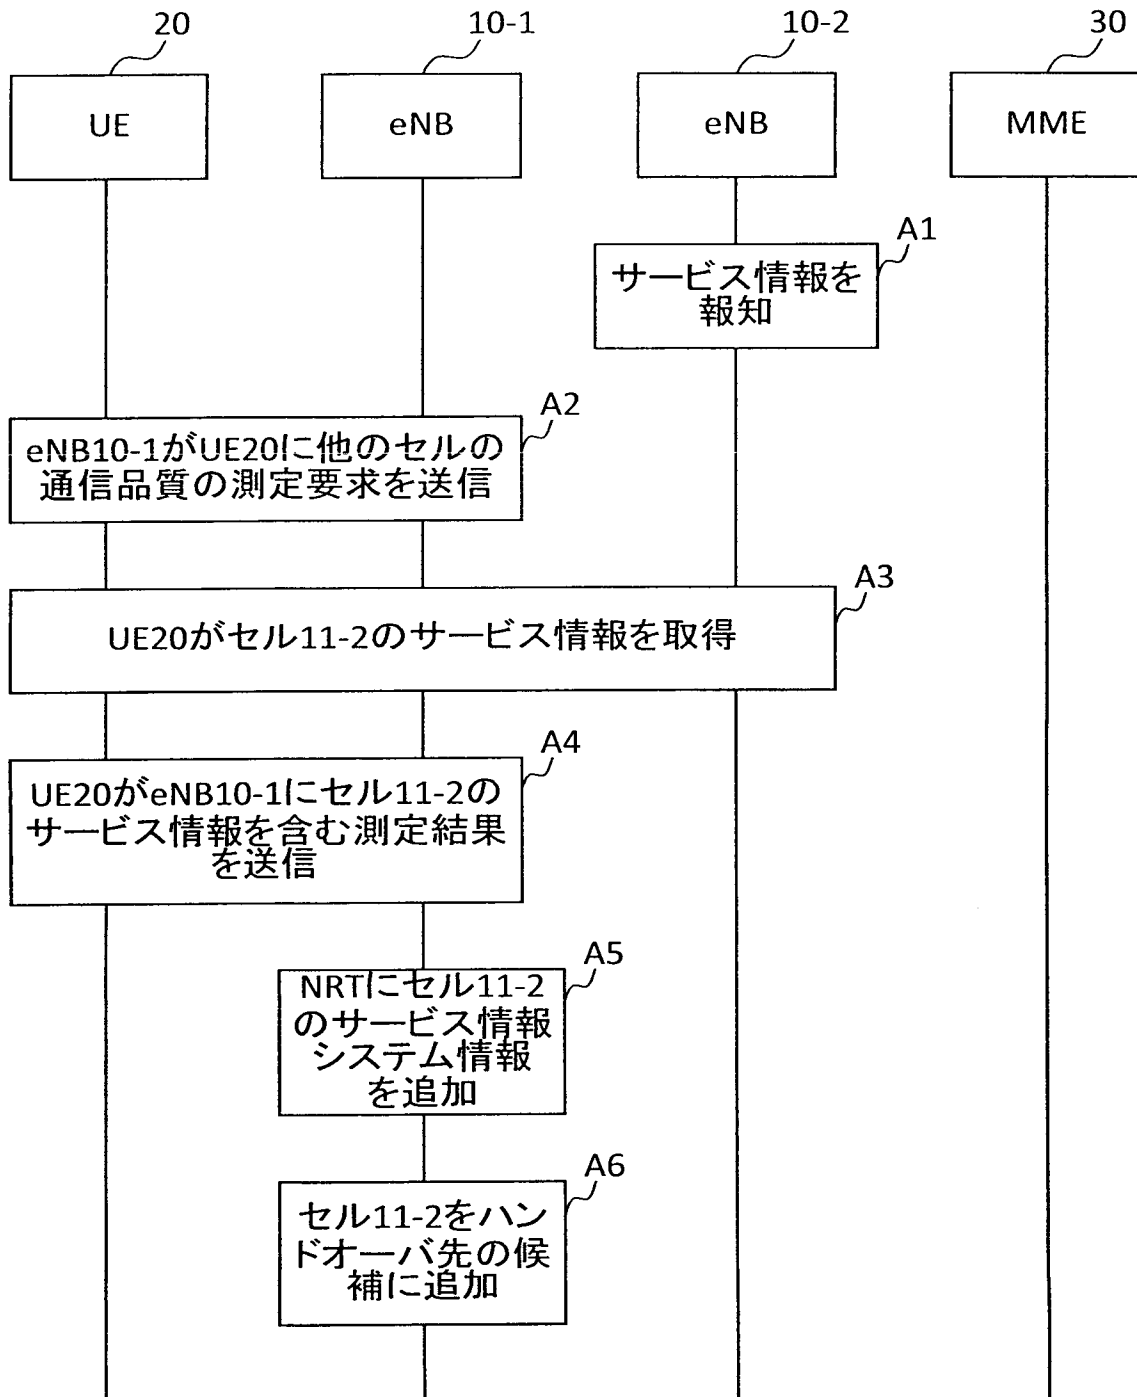 20
10-1
10-2
30
UE
eNB
eNB
MME
A1
サービス情報を
報知
A2
eNB10-1がUE20に他のセルの
通信品質の測定要求を送信
A3
UE20がセル11-2のサービス情報を取得
A4
UE20がeNB10-1にセル11-2の
サービス情報を含む測定結果
を送信
A5
NRTにセル11-2
のサービス情報
システム情報
を追加
A6
セル11-2をハン
ドオーバ先の候
補に追加